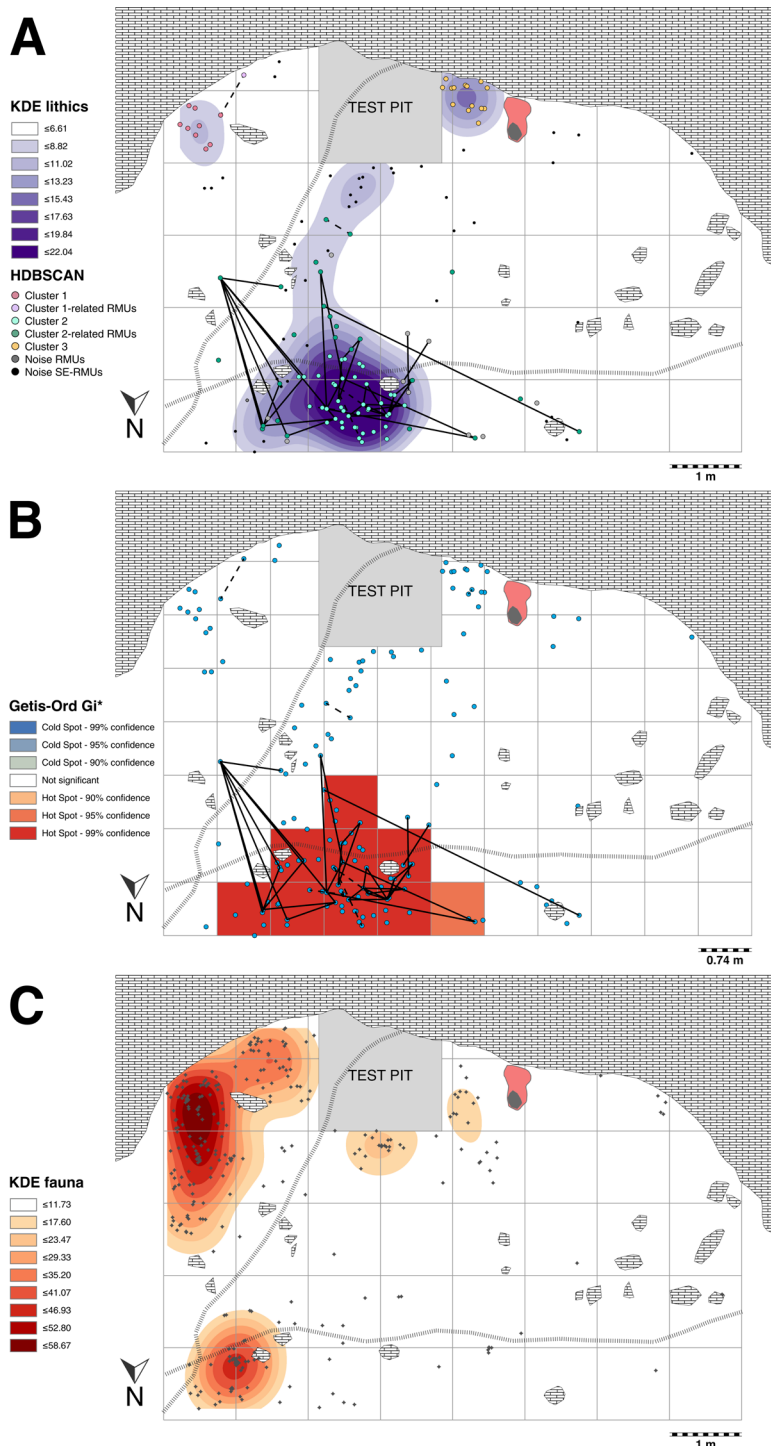 A
TEST PIT
KDE lithics
≤6.61
≤8.82
≤11.02
≤13.23
≤15.43
≤17.63
≤19.84
≤22.04
HDBSCAN
Cluster 1
Cluster 1-related RMUs
Cluster 2
Cluster 2-related RMUs
Cluster 3
Noise RMUs
Noise SE-RMUs
N
1 m
B
TEST PIT
Getis-Ord Gi*
Cold Spot - 99% confidence
Cold Spot - 95% confidence
Cold Spot - 90% confidence
Not significant
Hot Spot - 90% confidence
Hot Spot - 95% confidence
Hot Spot - 99% confidence
N
0.74 m
C
TEST PIT
KDE fauna
≤11.73
≤17.60
≤23.47
≤29.33
≤35.20
≤41.07
≤46.93
≤52.80
≤58.67
N
1 m